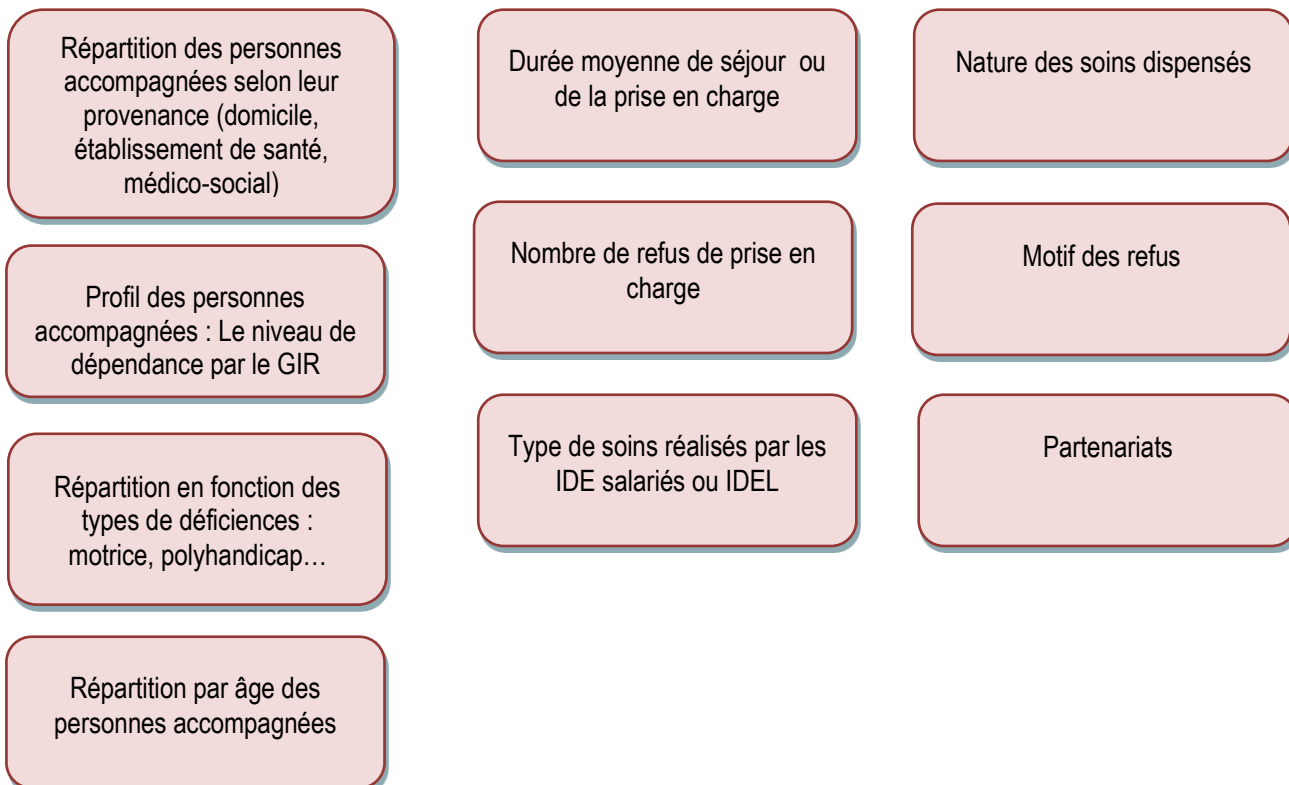 Répartition des personnes
accompagnées selon leur
provenance (domicile,
établissement de santé,
médico-social)
Profil des personnes
accompagnées : Le niveau de
dépendance par le GIR
Répartition en fonction des
types de déficiences :
motrice, polyhandicap…
Répartition par âge des
personnes accompagnées
Durée moyenne de séjour ou
de la prise en charge
Nombre de refus de prise en
charge
Type de soins réalisés par les
IDE salariés ou IDEL
Nature des soins dispensés
Motif des refus
Partenariats